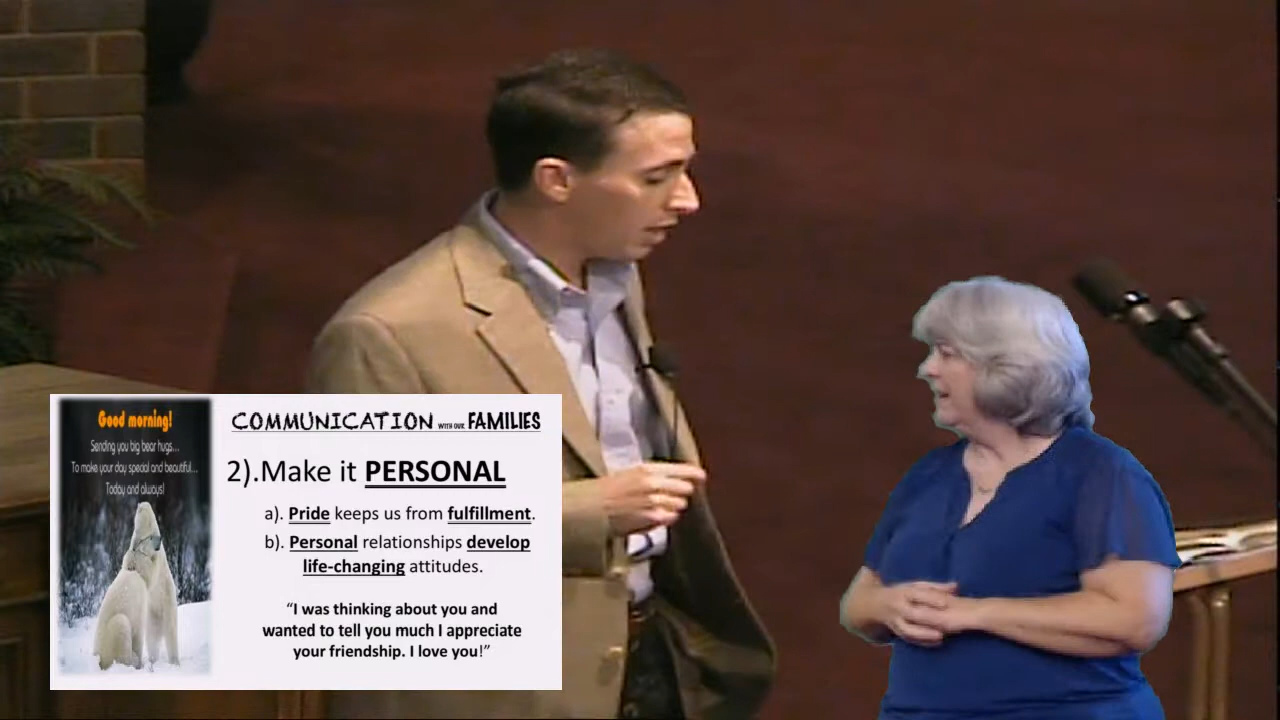 Good morning!
Sending you big bear hugs...
To make your day special and beautiful...
Today and always!
COMMUNICATION WITH OUR FAMILIES
2).Make it PERSONAL
a). Pride keeps us from fulfillment.
b). Personal relationships develop
life-changing attitudes.
“I was thinking about you and
wanted to tell you much I appreciate
your friendship. I love you!”